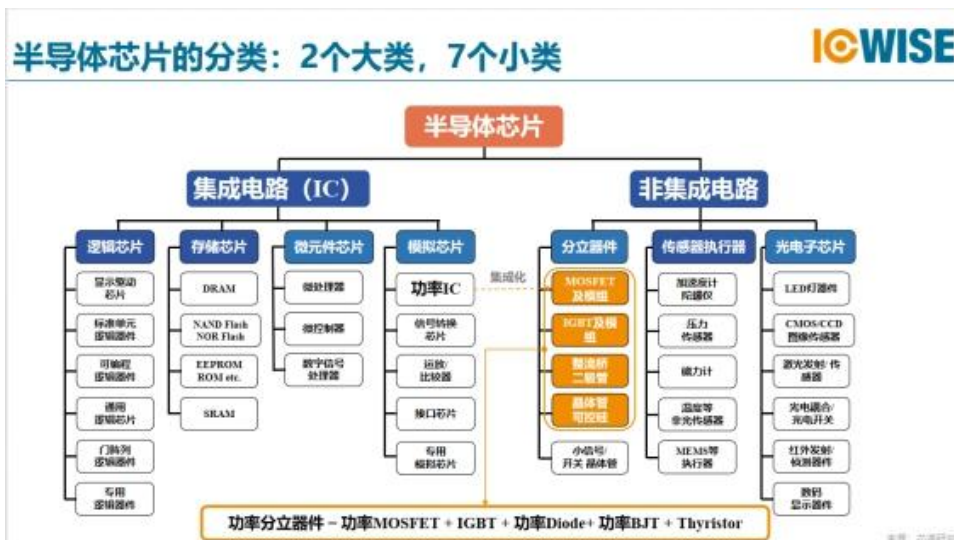 半导体芯片的分类：2个大类，7个小类
ICWISE
半导体芯片
集成电路（IC）
非集成电路
逻辑芯片
存储芯片
微元件芯片
模拟芯片
分立器件
传感器执行器
光电子芯片
显示驱动
芯片
标准单元
逻辑器件
可编程
逻辑器件
通用
逻辑芯片
门阵列
逻辑器件
专用
逻辑器件
DRAM
NAND Flash
NOR Flash
EEPROM
ROM etc.
SRAM
微处理器
微控制器
数字信号
处理器
功率IC
信号转换
芯片
运放/
比较器
接口芯片
专用
模拟芯片
集成化
MOSFET
及模组
IGBT及模
组
整流桥
二极管
晶体管
可控硅
小信号/
开关 晶体管
加速度计
陀螺仪
压力
传感器
磁力计
温度等
非光传感器
MEMS等
执行器
LED灯器件
CMOS/CCD
图像传感器
激光发射/ 传
感器
光电耦合/
光电开关
红外发射/
侦测器件
数码
显示器件
功率分立器件 = 功率MOSFET + IGBT + 功率Diode+ 功率BJT + Thyristor